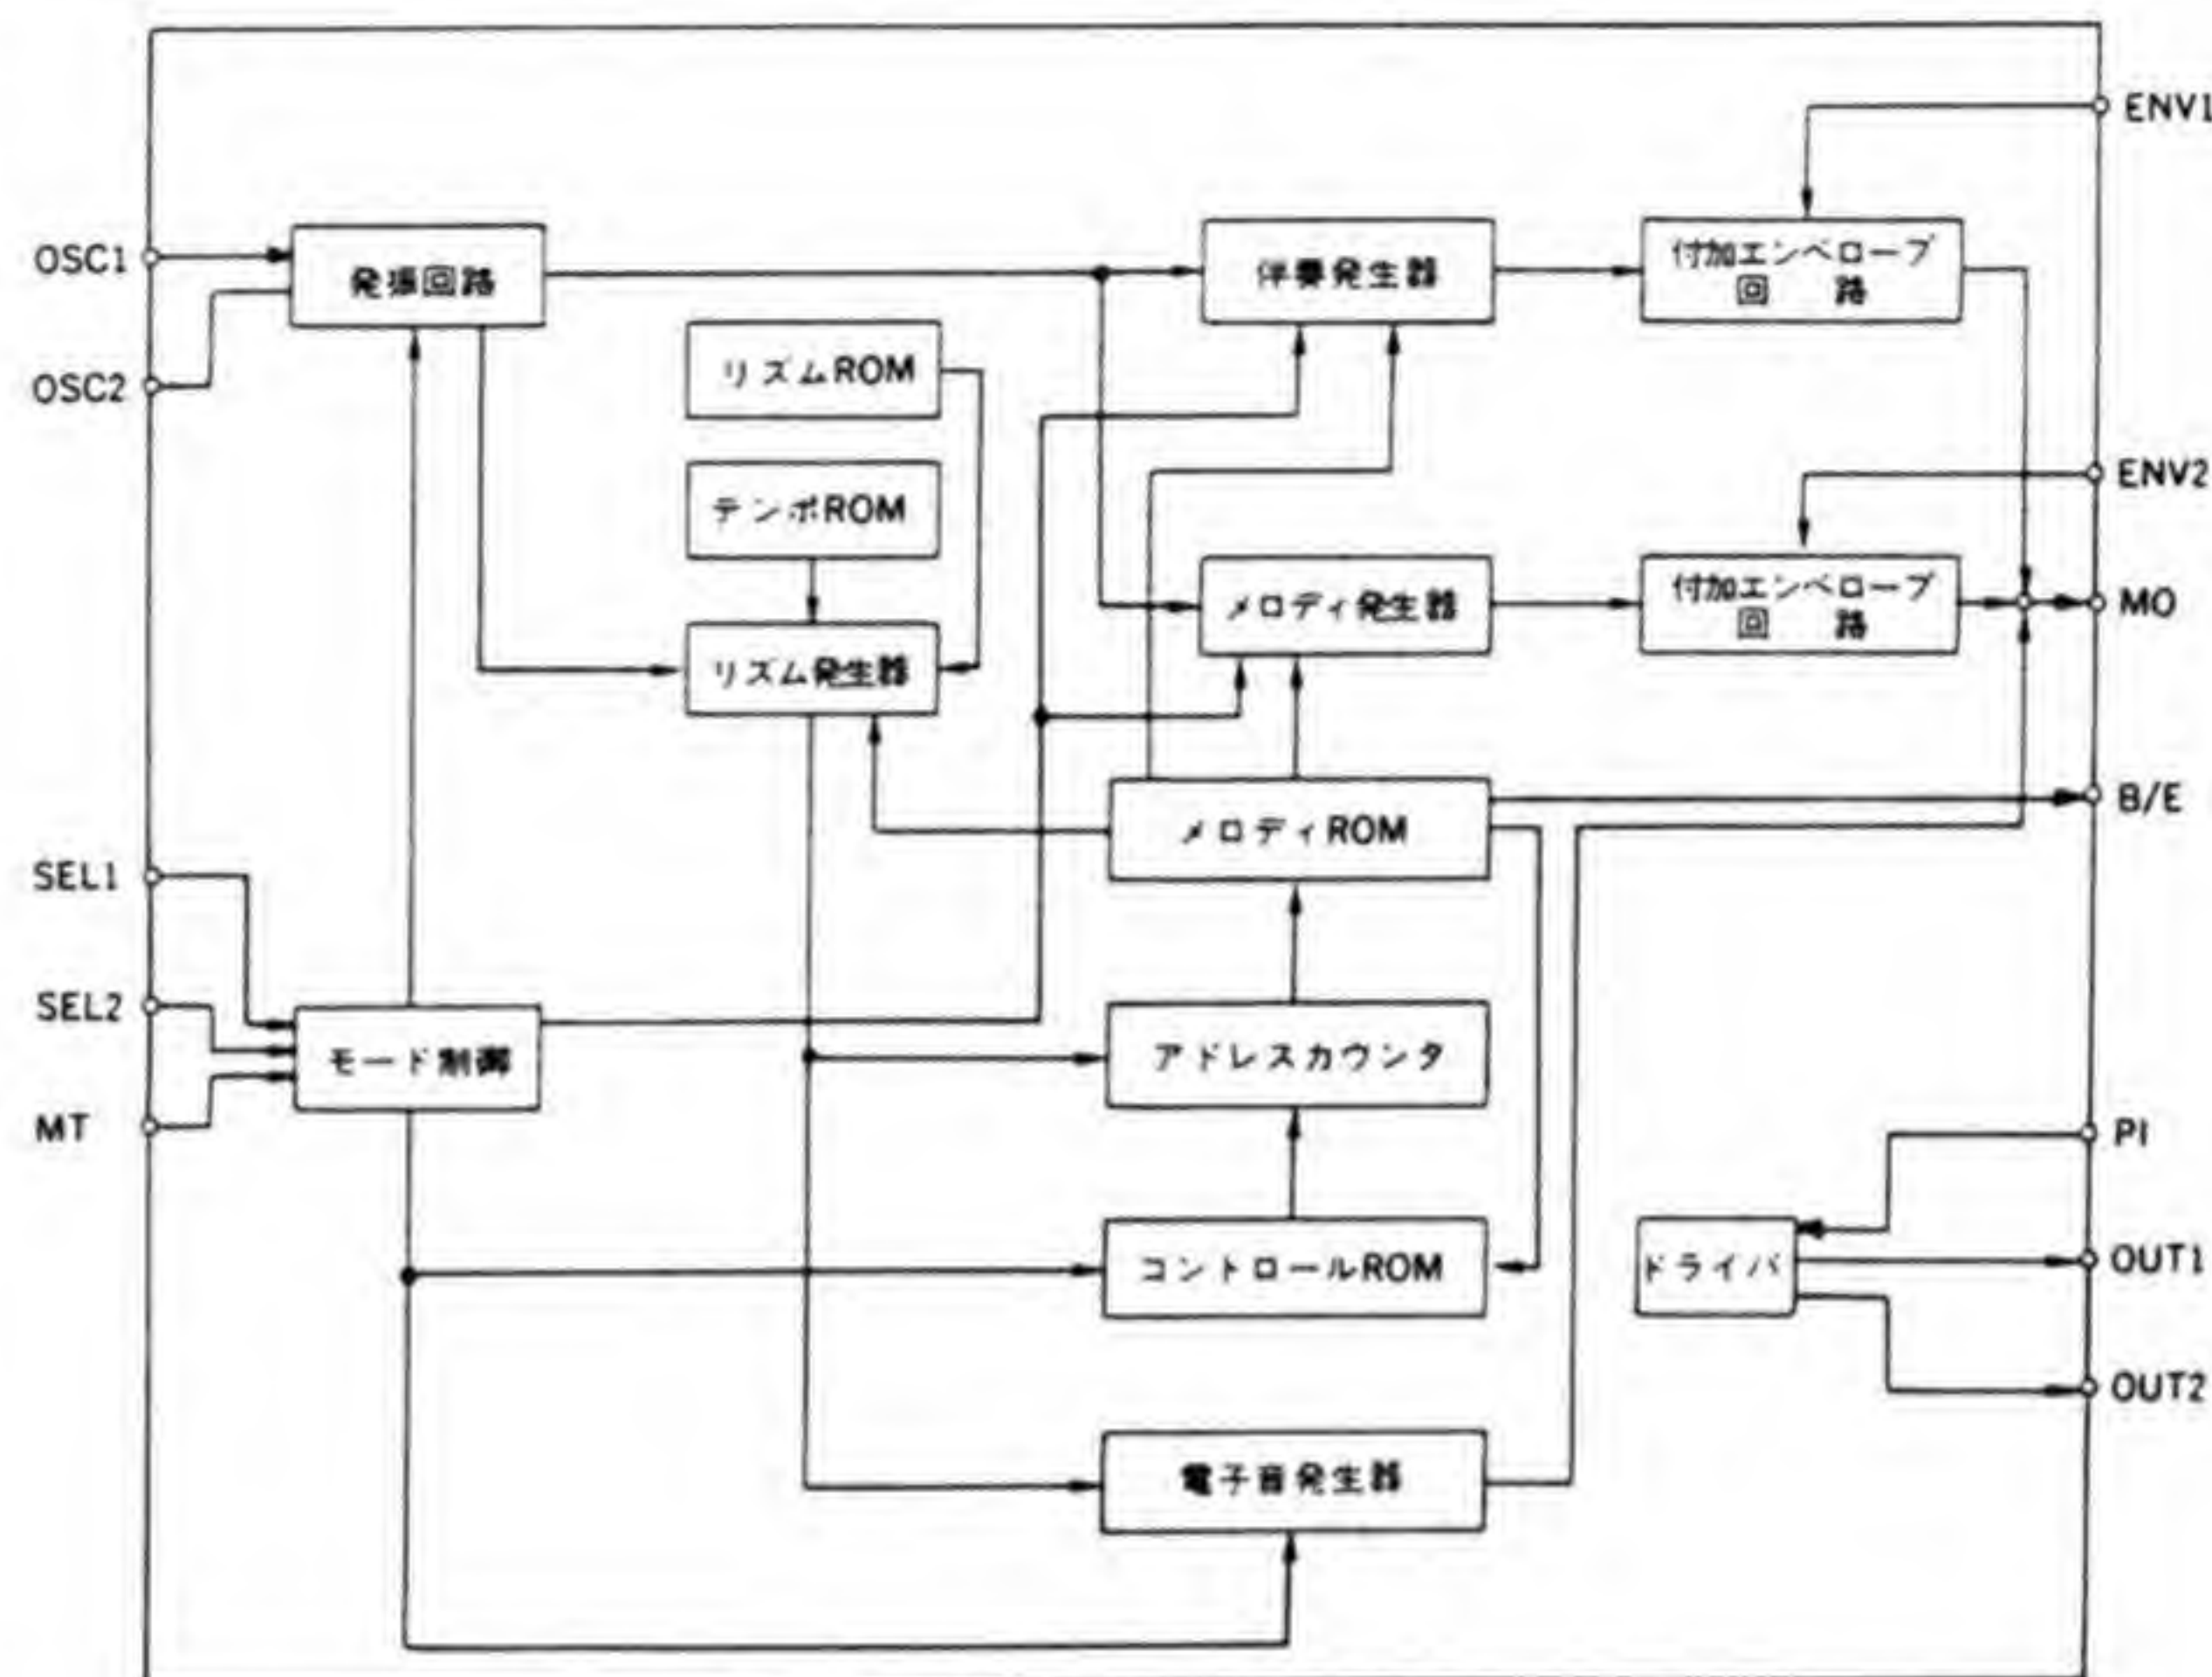 ENV1
OSC1
発振回路
伴奏発生器
付加エンベロープ
回 路
リズムROM
OSC2
ENV2
テンポROM
メロディ発生器
付加エンベロープ
回 路
MO
リズム発生器
B/E
メロディROM
SEL1
SEL2
モード制御
アドレスカウンタ
MT
PI
コントロールROM
ドライバ
OUT1
OUT2
電子音発生器